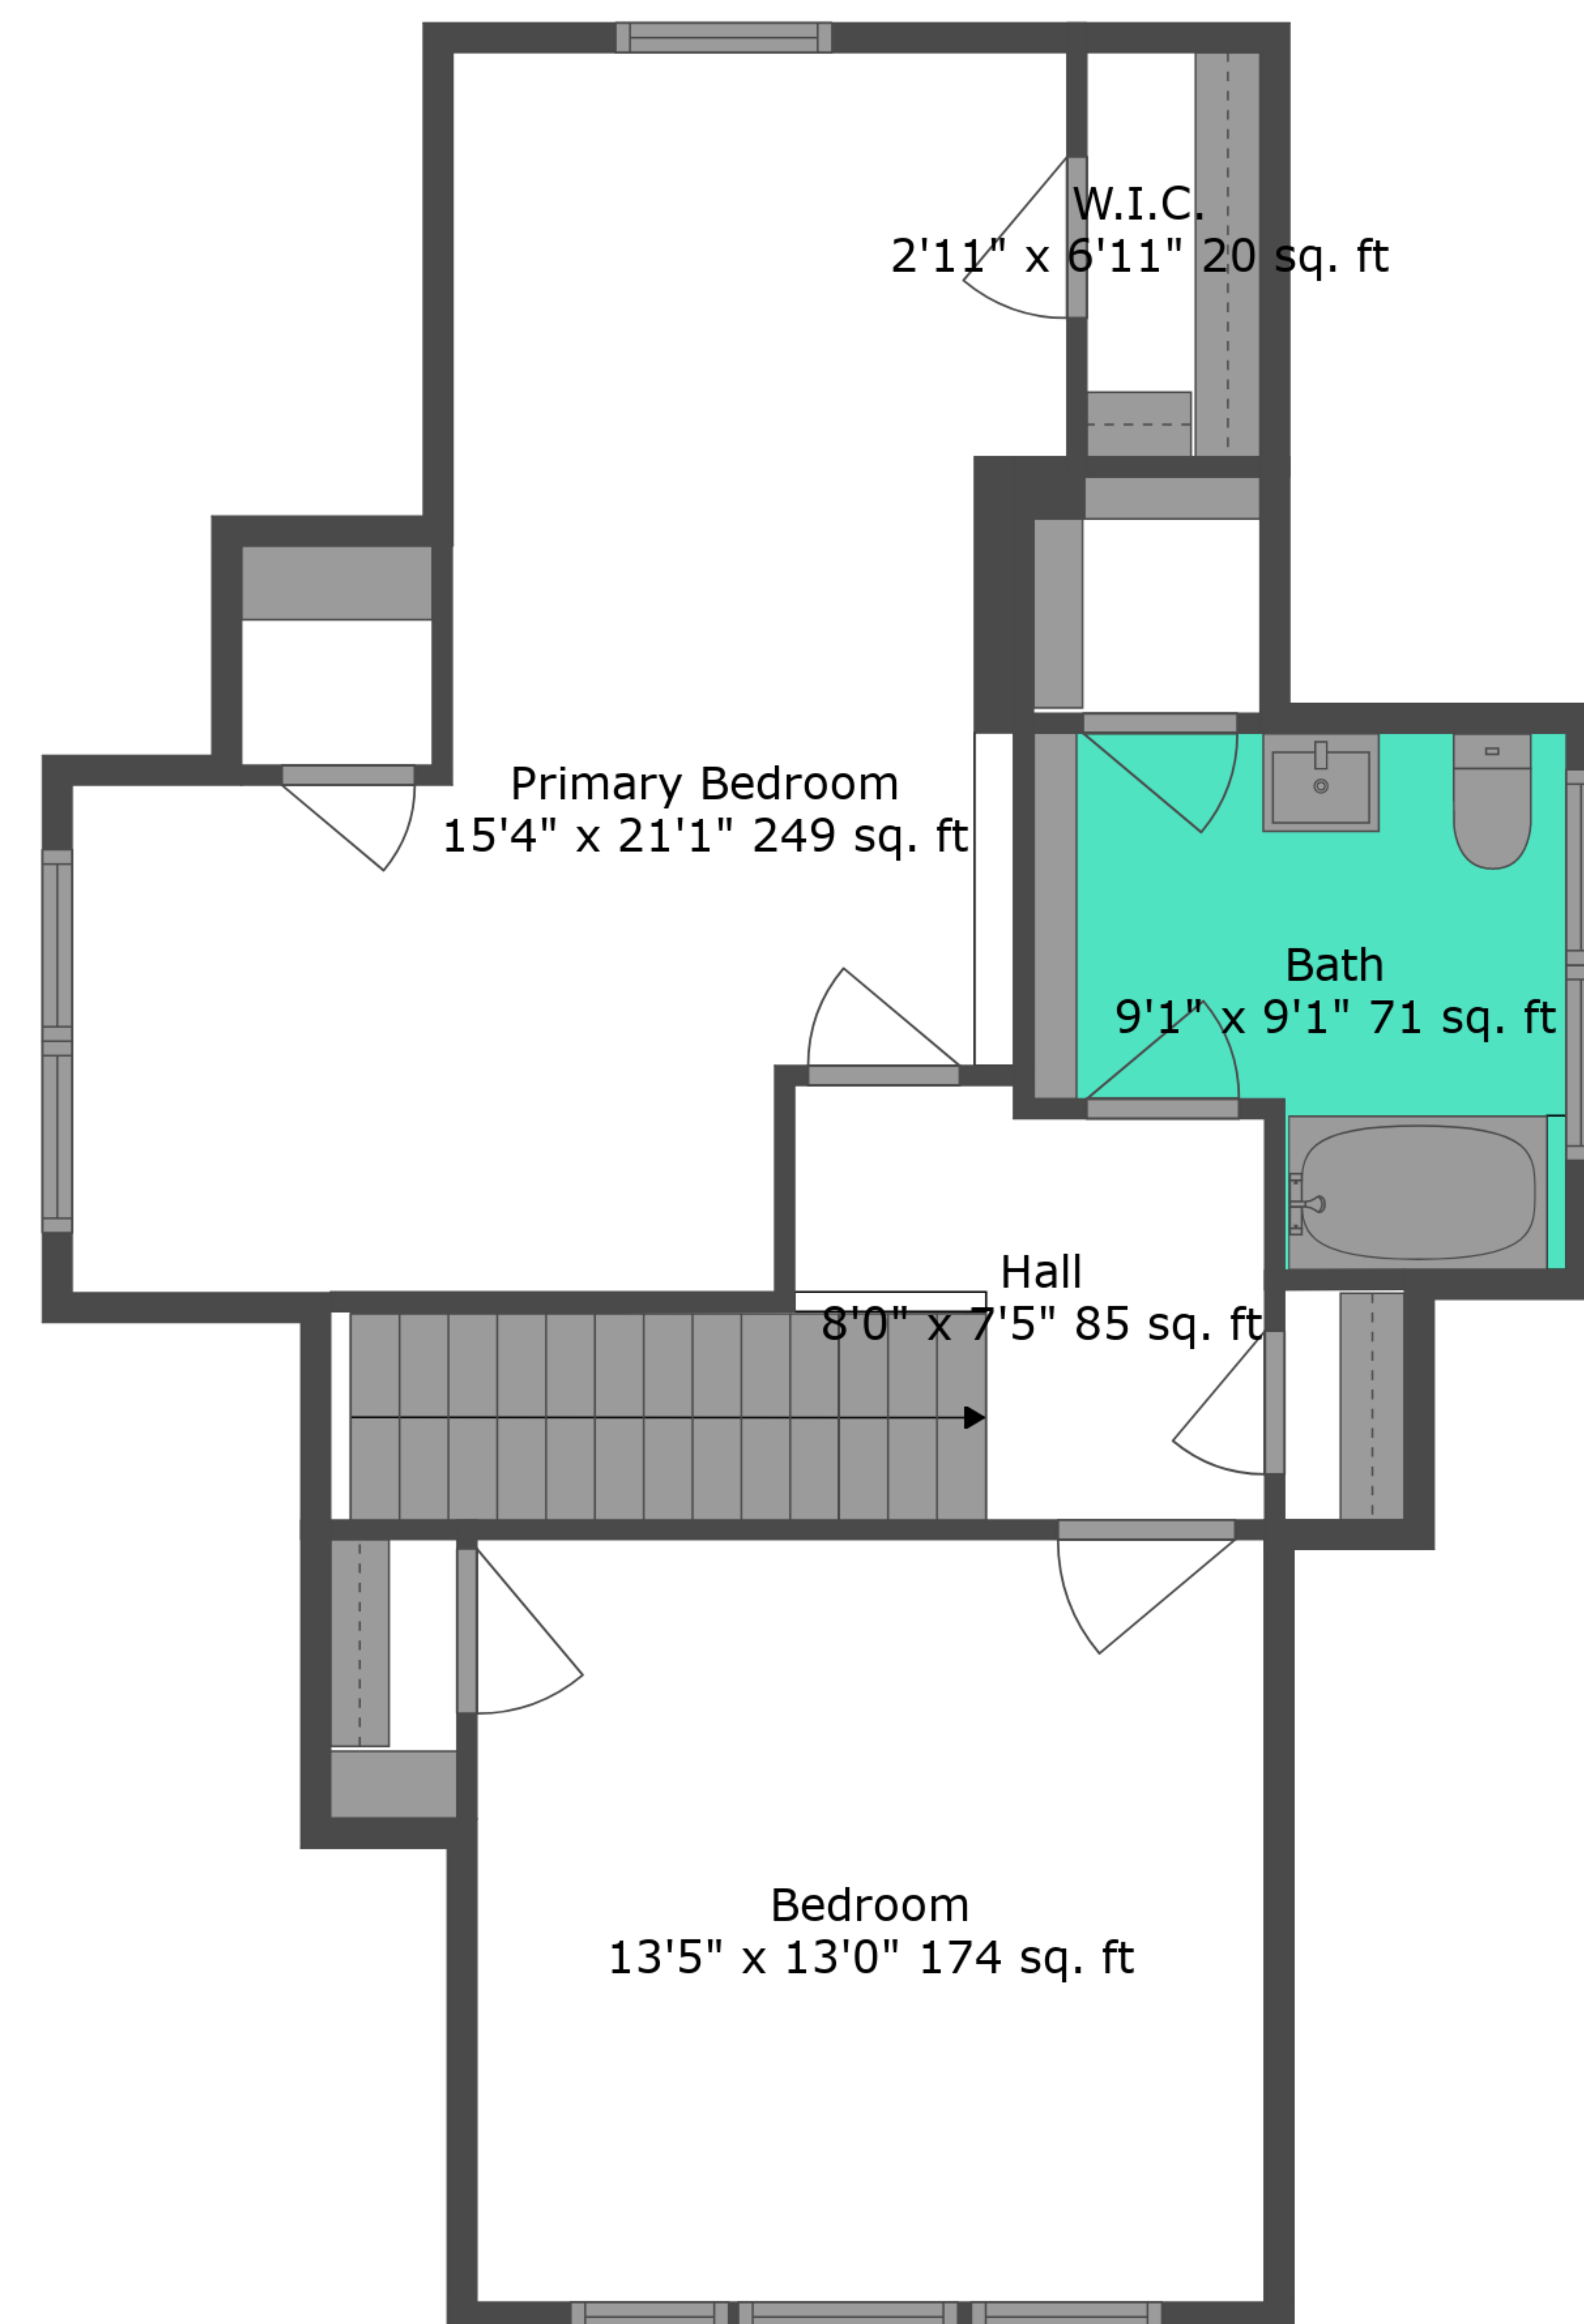 W.I.C.
2'11" x 6'11" 20 sq. ft
Primary Bedroom
15'4" x 21'1" 249 sq. ft
Bath
9'1" x 9'1" 71 sq. ft
Hall
8'0" x 7'5" 85 sq. ft
Bedroom
13'5" x 13'0" 174 sq. ft